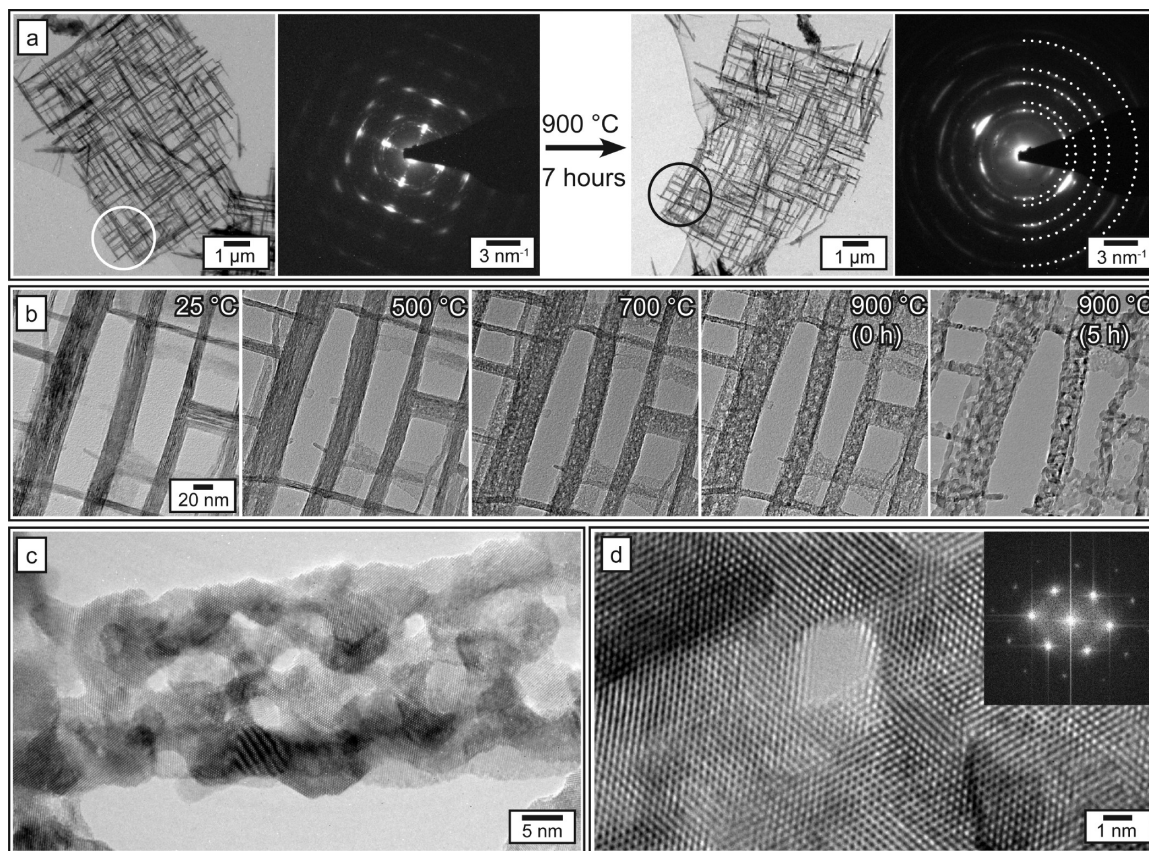 a
1 µm
3 nm⁻¹
900 °C
7 hours
1 µm
3 nm⁻¹
b
25 °C
500 °C
700 °C
900 °C
(0 h)
900 °C
(5 h)
20 nm
c
5 nm
d
1 nm